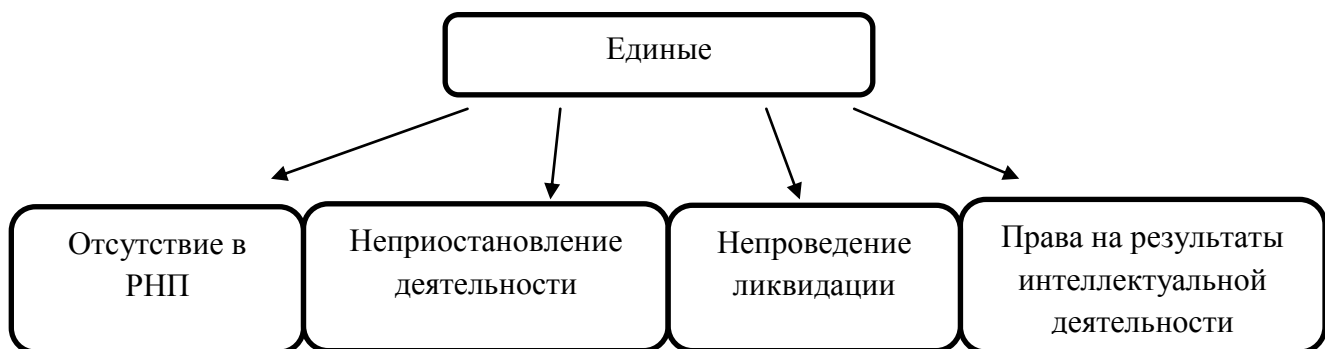 Единые
Отсутствие в
РНП
Неприостановление
деятельности
Непроведение
ликвидации
Права на результаты
интеллектуальной
деятельности